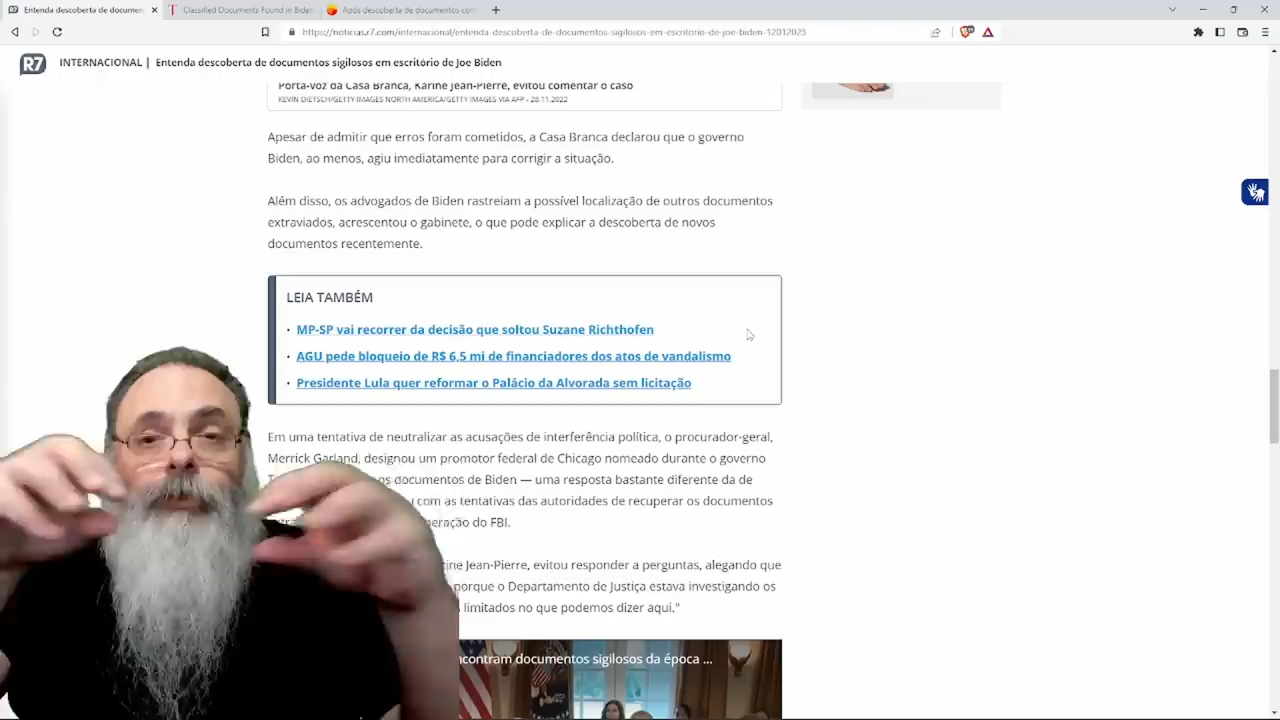 Entenda descoberta de documen
Classified Documents Found in Biden
Após descoberta de documentos con
https://noticias.r7.com/internacional/entenda-descoberta-de-documentos-sigilosos-em-escritorio-de-joe-biden-12012023
R7 INTERNACIONAL | Entenda descoberta de documentos sigilosos em escritório de Joe Biden
Porta-voz da Casa Branca, Karine Jean-Pierre, evitou comentar o caso
KEVIN DIETSCH/GETTY IMAGES NORTH AMERICA/GETTY IMAGES VIA AFP - 28.11.2022
Apesar de admitir que erros foram cometidos, a Casa Branca declarou que o governo
Biden, ao menos, agiu imediatamente para corrigir a situação.
Além disso, os advogados de Biden rastreiam a possível localização de outros documentos
extraviados, acrescentou o gabinete, o que pode explicar a descoberta de novos
documentos recentemente.
LEIA TAMBÉM
· MP-SP vai recorrer da decisão que soltou Suzane Richthofen
· AGU pede bloqueio de R$ 6,5 mi de financiadores dos atos de vandalismo
· Presidente Lula quer reformar o Palácio da Alvorada sem licitação
Em uma tentativa de neutralizar as acusações de interferência política, o procurador-geral,
Merrick Garland, designou um promotor federal de Chicago nomeado durante o governo
os documentos de Biden — uma resposta bastante diferente da de
com as tentativas das autoridades de recuperar os documentos
do FBI.
Jean-Pierre, evitou responder a perguntas, alegando que
porque o Departamento de Justiça estava investigando os
limitados no que podemos dizer aqui."
documentos sigilosos da época ...